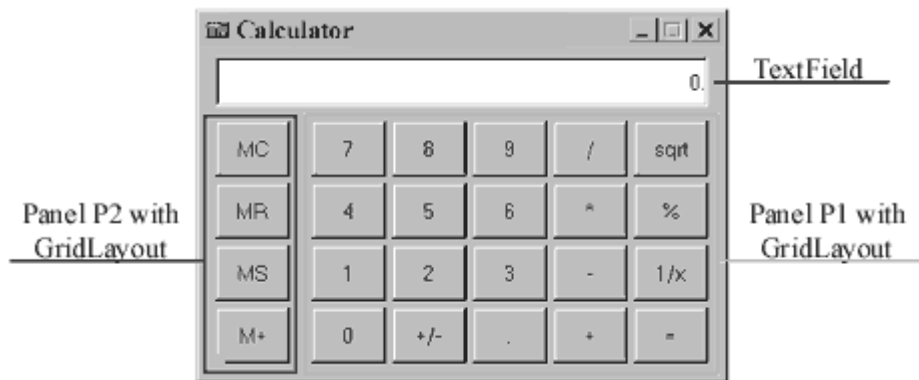 Calculator
0.
TextField
MC 7 8 9 / sqrt
MR 4 5 6 * %
MS 1 2 3 - 1/x
M+ 0 +/- . + =
Panel P2 with
GridLayout
Panel P1 with
GridLayout